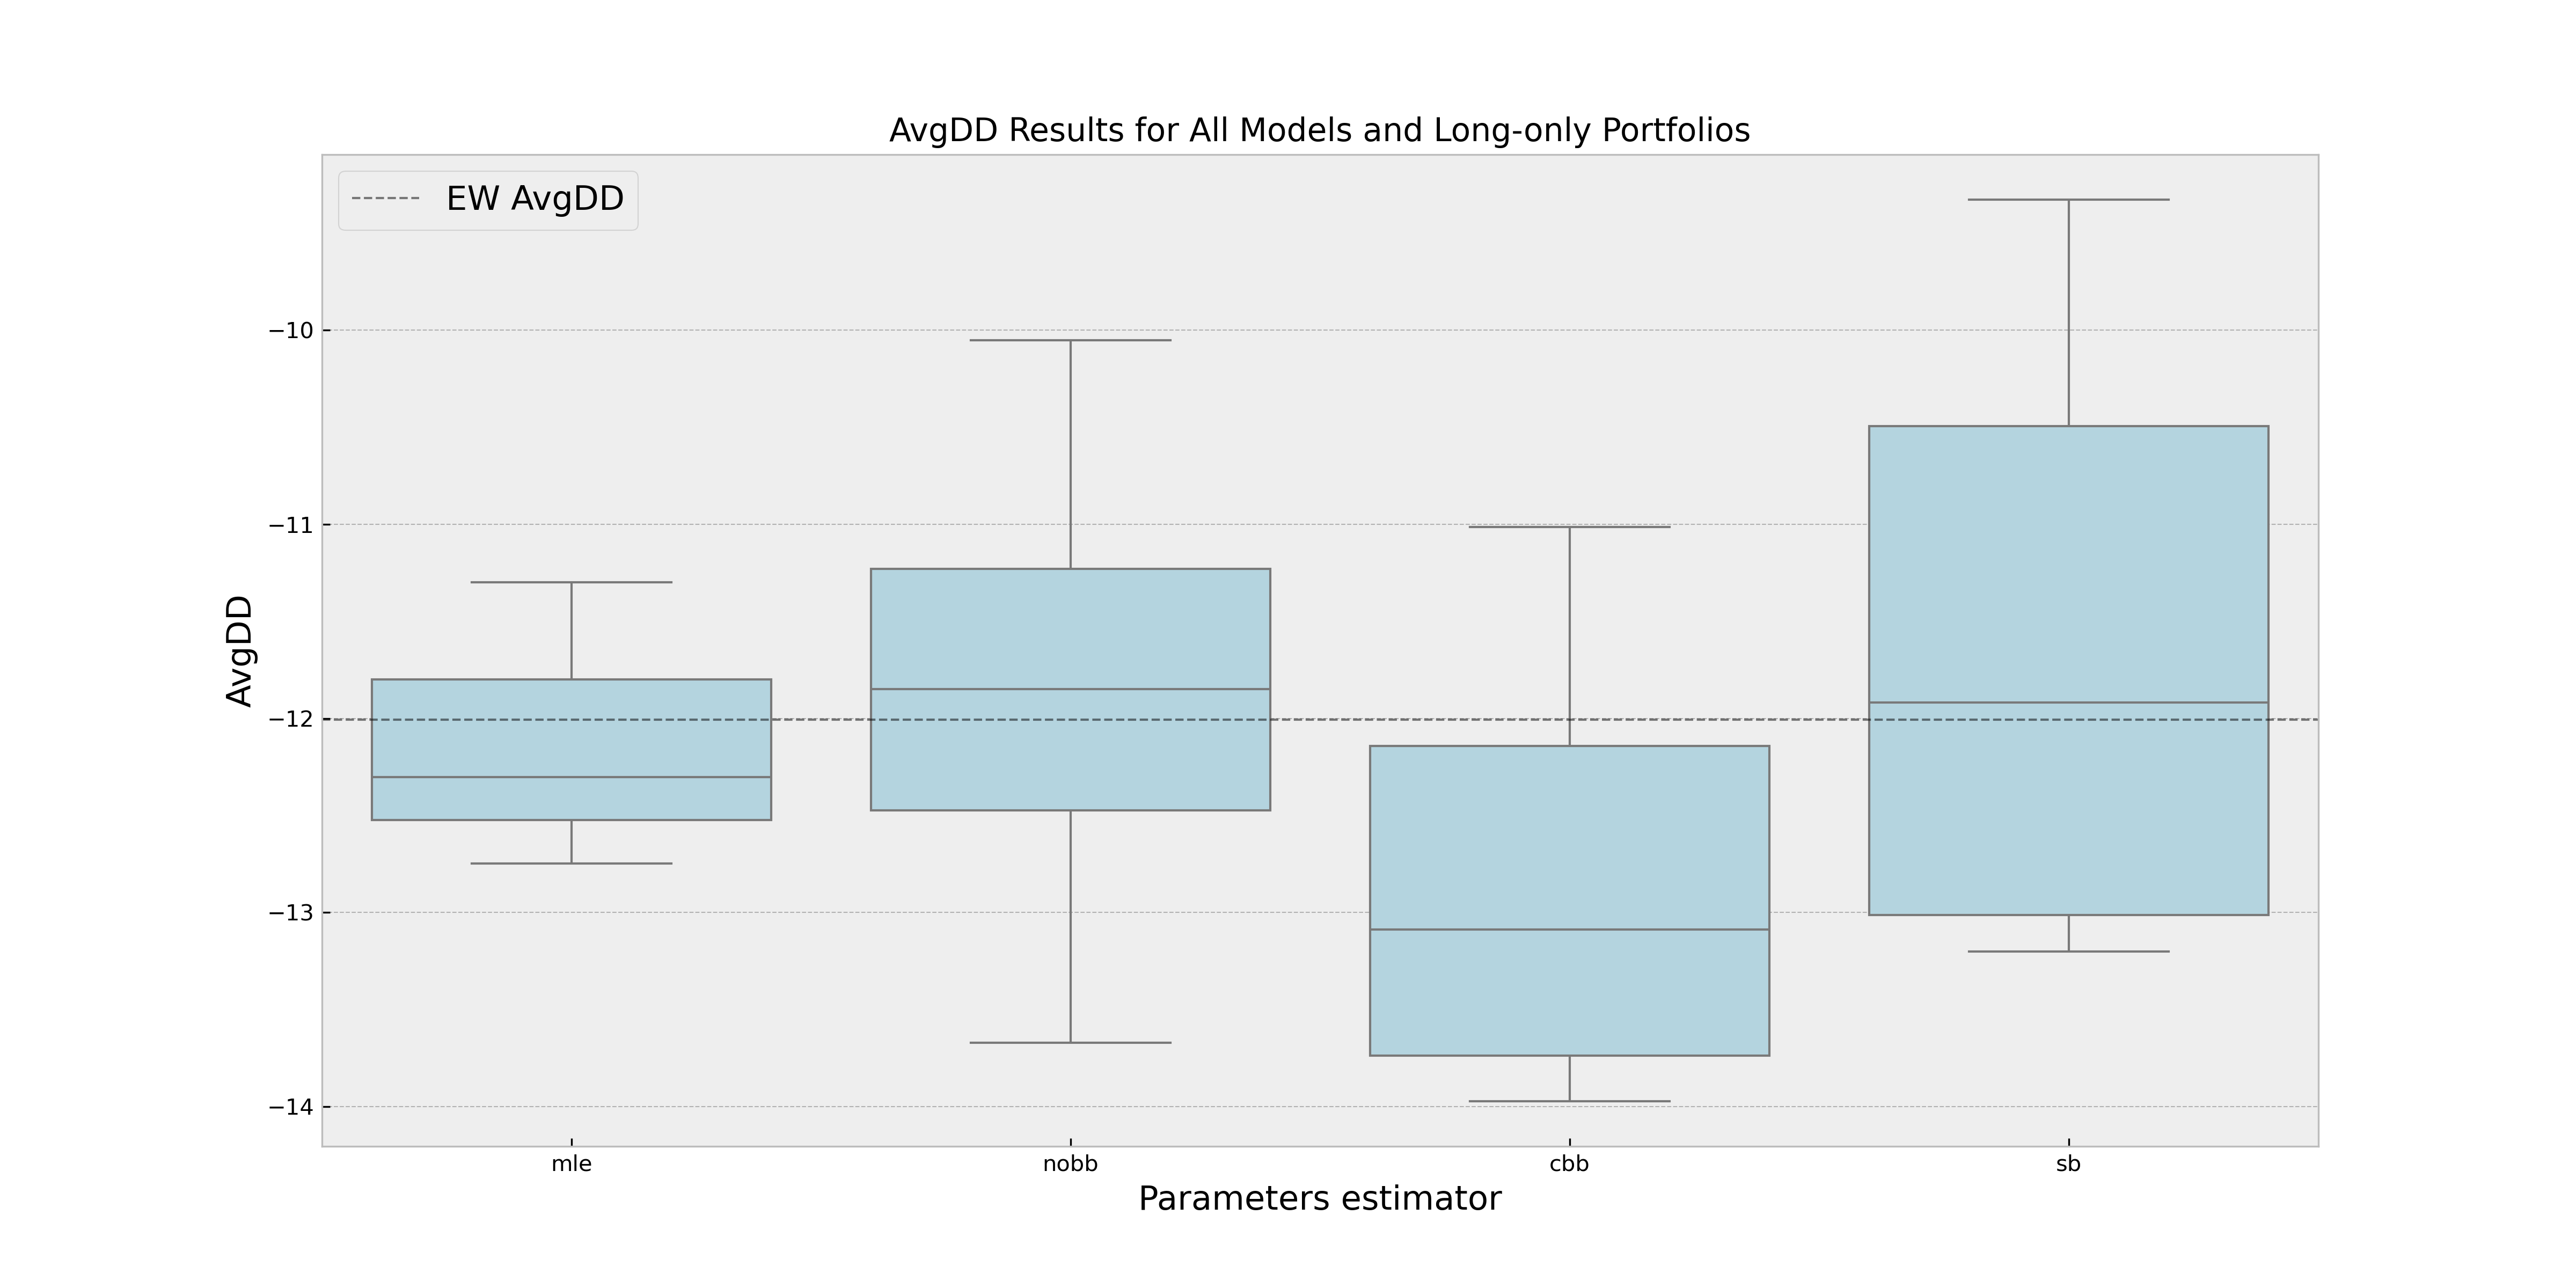 AvgDD Results for All Models and Long-only Portfolios
EW AvgDD
AvgDD
−10
−11
−12
−13
−14
mle nobb cbb sb
Parameters estimator